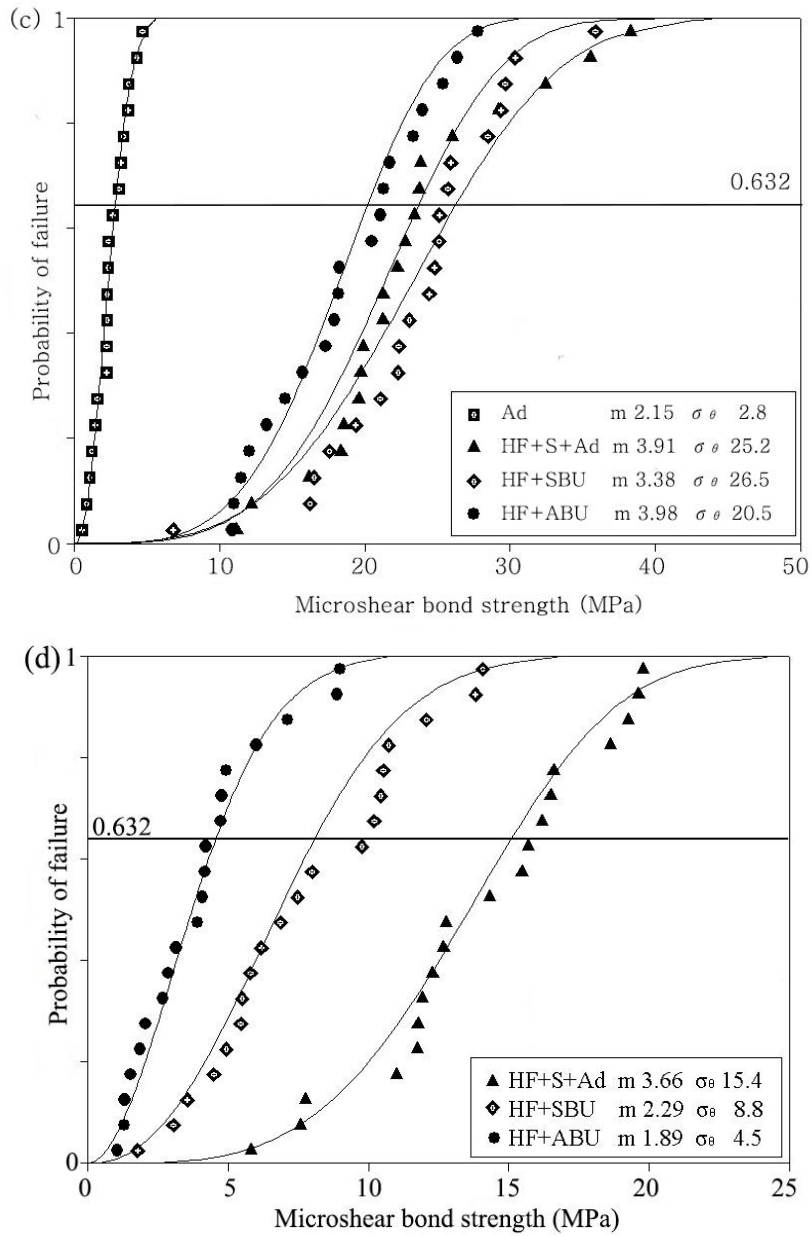 (c)
1
Probability of failure
0.632
Ad m 2.15 σθ 2.8
HF+S+Ad m 3.91 σθ 25.2
HF+SBU m 3.38 σθ 26.5
HF+ABU m 3.98 σθ 20.5
0
0 10 20 30 40 50
Microshear bond strength (MPa)
(d)
1
Probability of failure
0.632
HF+S+Ad m 3.66 σθ 15.4
HF+SBU m 2.29 σθ 8.8
HF+ABU m 1.89 σθ 4.5
0
0 5 10 15 20 25
Microshear bond strength (MPa)